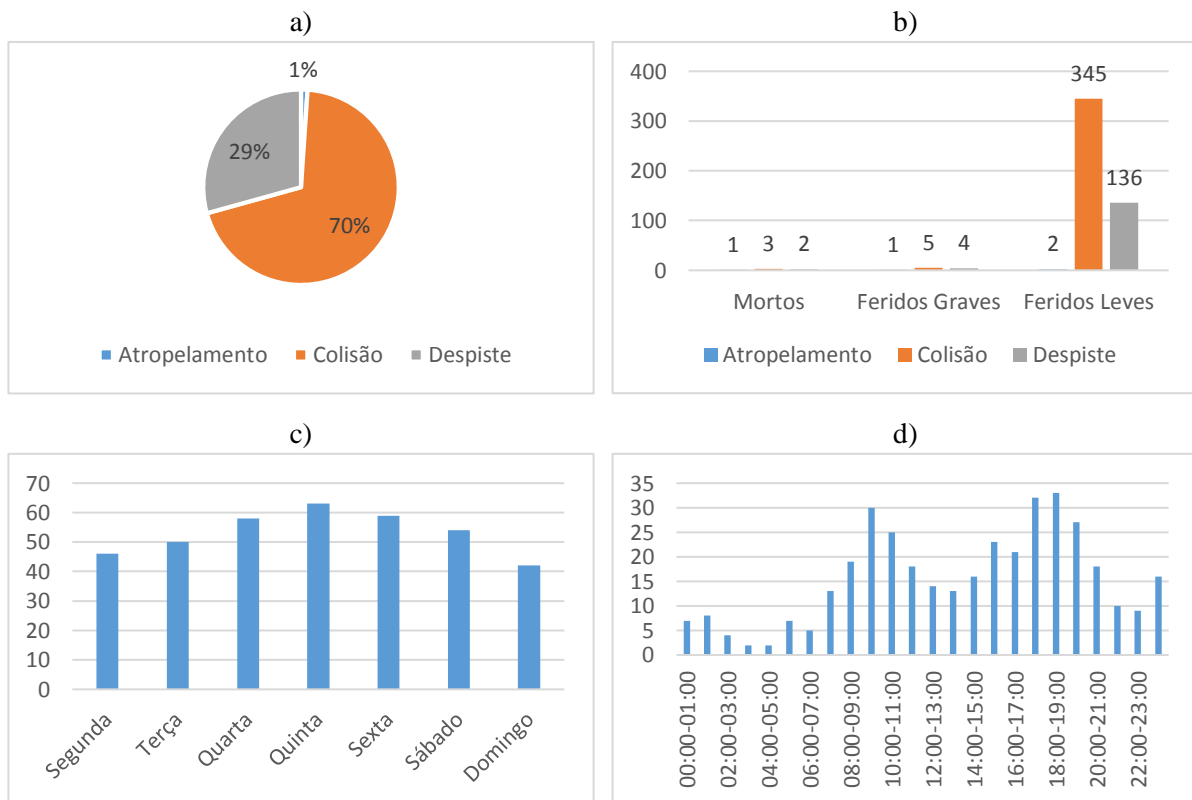 a)
1%
29%
70%
Atropelamento Colisão Despiste
b)
400
300
200
100
0
1 3 2
1 5 4
2 345 136
Mortos Feridos Graves Feridos Leves
Atropelamento Colisão Despiste
c)
70
60
50
40
30
20
10
0
Segunda
Terça
Quarta
Quinta
Sexta
Sábado
Domingo
d)
35
30
25
20
15
10
5
0
00:00-01:00
02:00-03:00
04:00-05:00
06:00-07:00
08:00-09:00
10:00-11:00
12:00-13:00
14:00-15:00
16:00-17:00
18:00-19:00
20:00-21:00
22:00-23:00